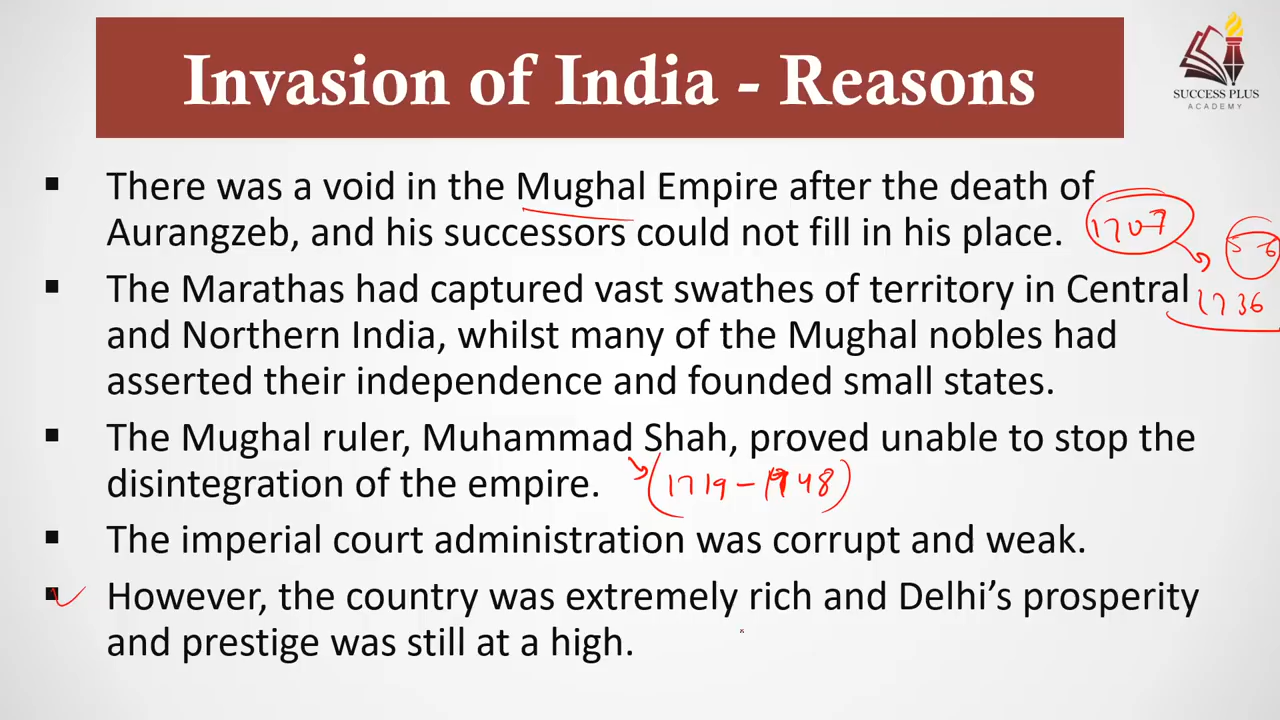 Invasion of India - Reasons
SUCCESS PLUS
ACADEMY
▪ There was a void in the Mughal Empire after the death of
Aurangzeb, and his successors could not fill in his place.
1707
▪ The Marathas had captured vast swathes of territory in Central
1736
and Northern India, whilst many of the Mughal nobles had
asserted their independence and founded small states.
▪ The Mughal ruler, Muhammad Shah, proved unable to stop the
disintegration of the empire.
▪ The imperial court administration was corrupt and weak.
▪ However, the country was extremely rich and Delhi’s prosperity
and prestige was still at a high.